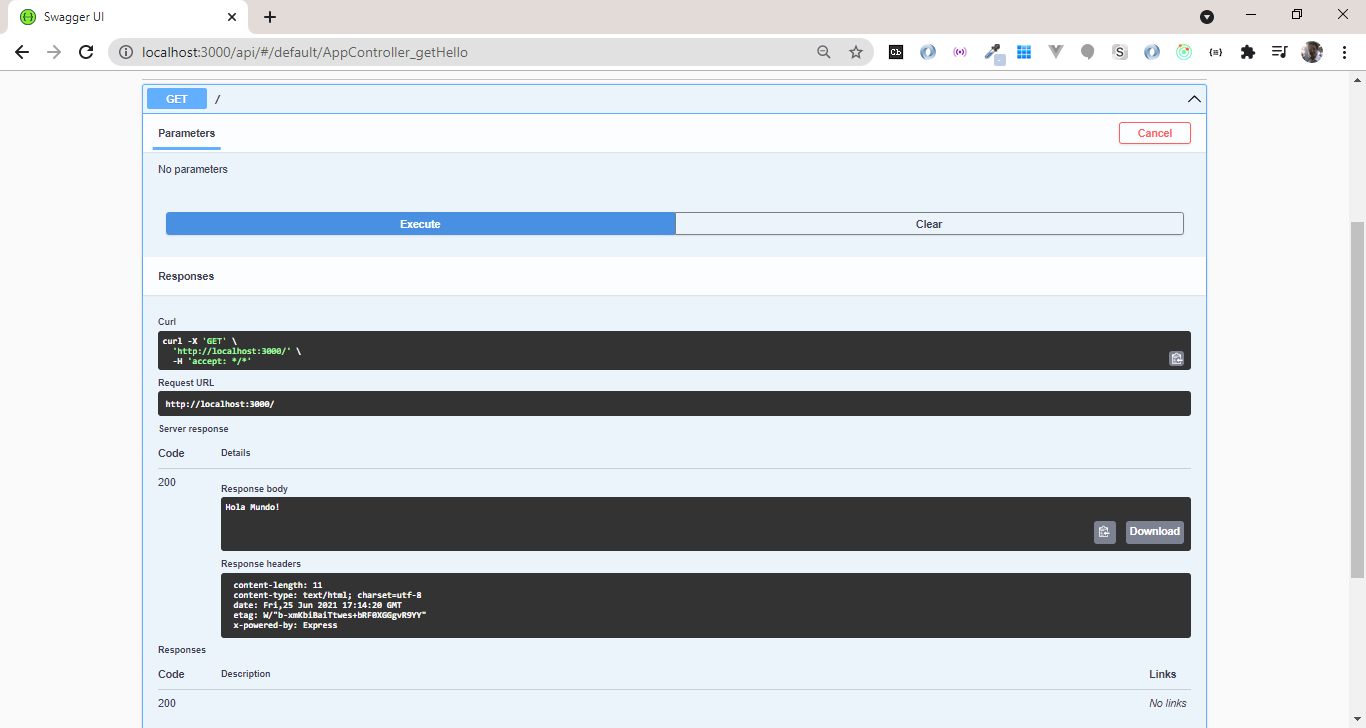 Swagger UI
localhost:3000/api/#/default/AppController_getHello
GET /
Parameters Cancel
No parameters
Execute Clear
Responses
Curl
curl -X 'GET' \
'http://localhost:3000/' \
-H 'accept: */*'
Request URL
http://localhost:3000/
Server response
Code Details
200
Response body
Hola Mundo!
Download
Response headers
content-length: 11
content-type: text/html; charset=utf-8
date: Fri,25 Jun 2021 17:14:20 GMT
etag: W/"b-xmKbiBaiTtwes+bRF0XGGgvR9YY"
x-powered-by: Express
Responses
Code Description Links
200 No links